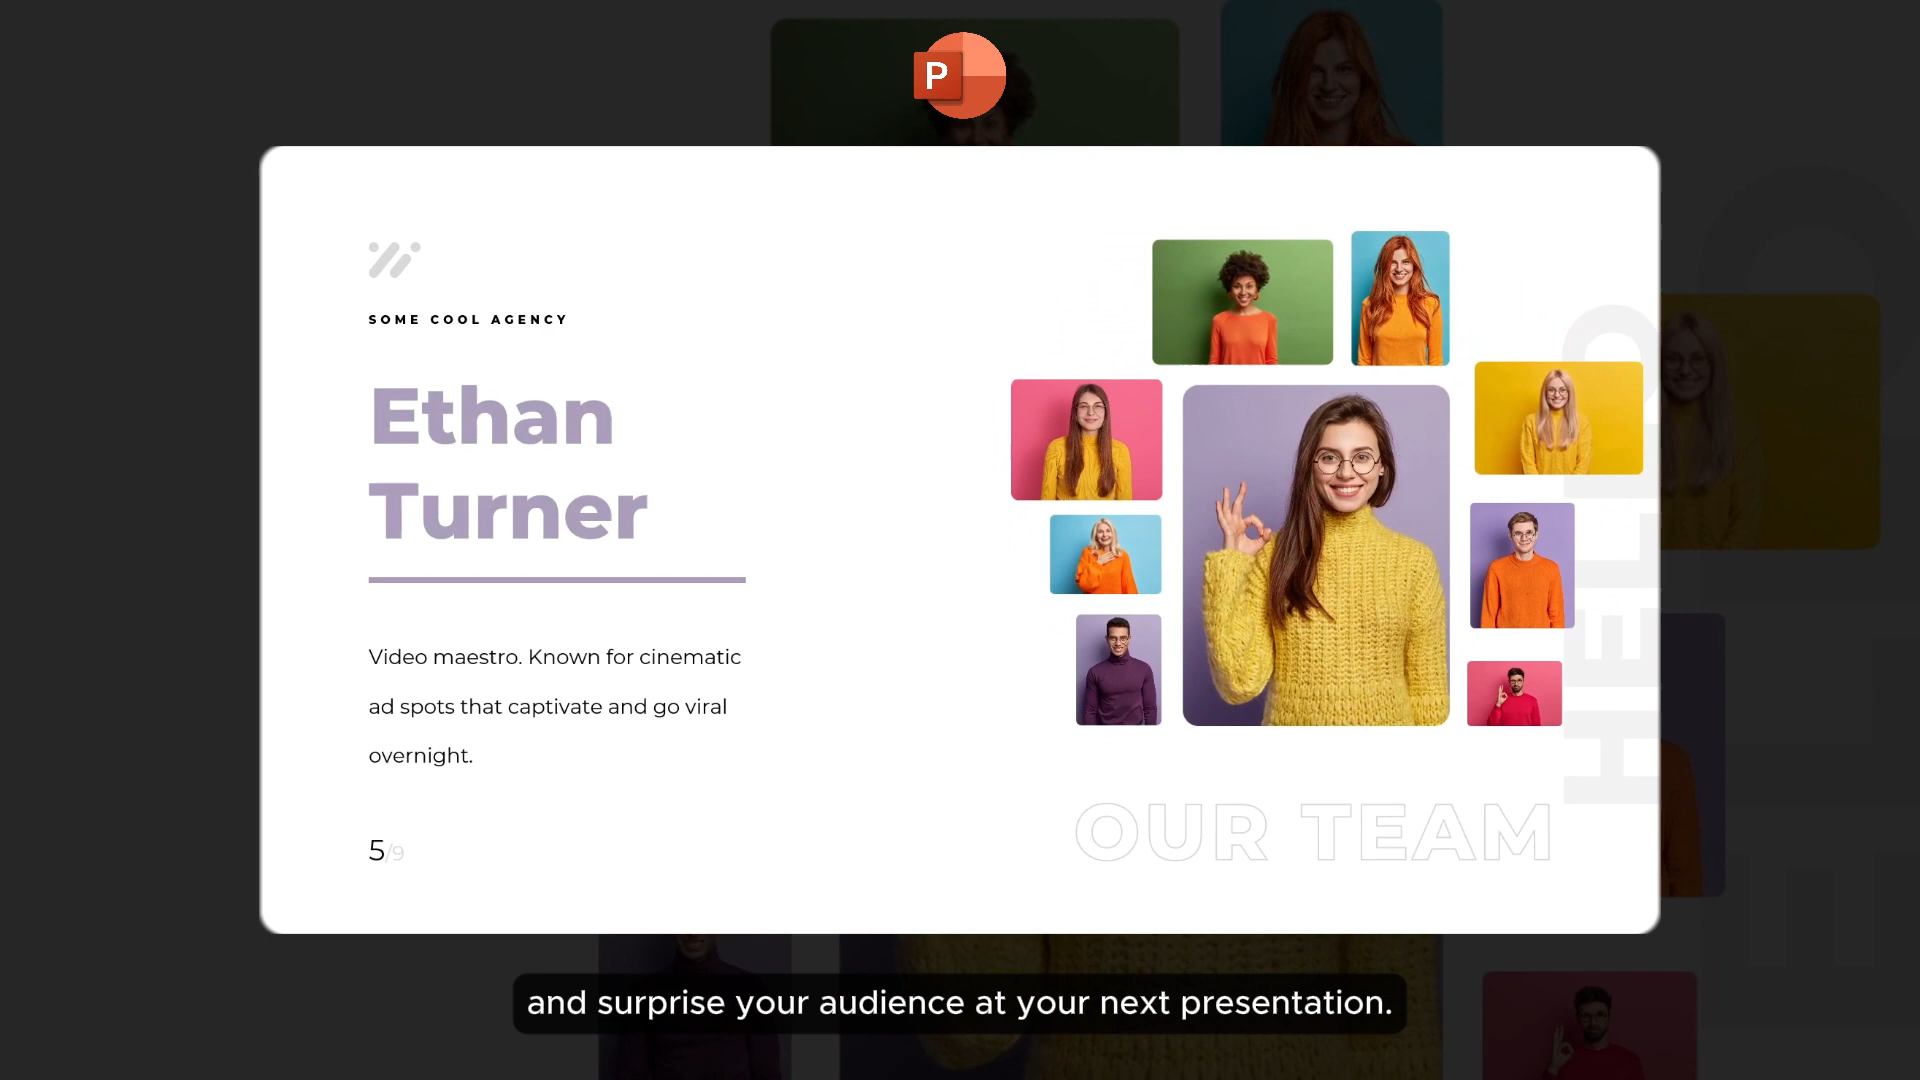 P
SOME COOL AGENCY
Ethan
Turner
Video maestro. Known for cinematic
ad spots that captivate and go viral
overnight.
5/9
HELLO
OUR TEAM
and surprise your audience at your next presentation.